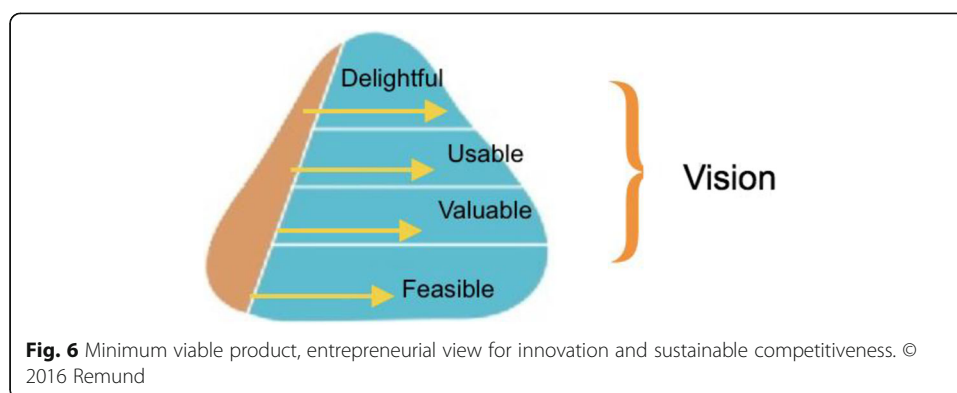 Delightful
Usable
Valuable
Feasible
Vision
Fig. 6 Minimum viable product, entrepreneurial view for innovation and sustainable competitiveness. ©
2016 Remund